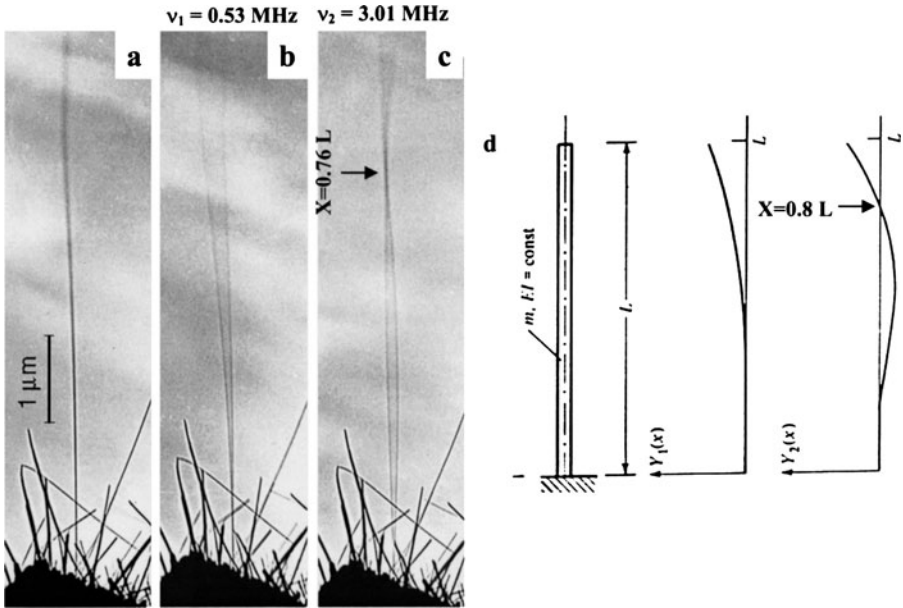 ν₁ = 0.53 MHz
ν₂ = 3.01 MHz
a
b
c
d
X=0.76 L
1 μm
m, EI = const
L
Y₁(x)
L
X=0.8 L
Y₂(x)
L